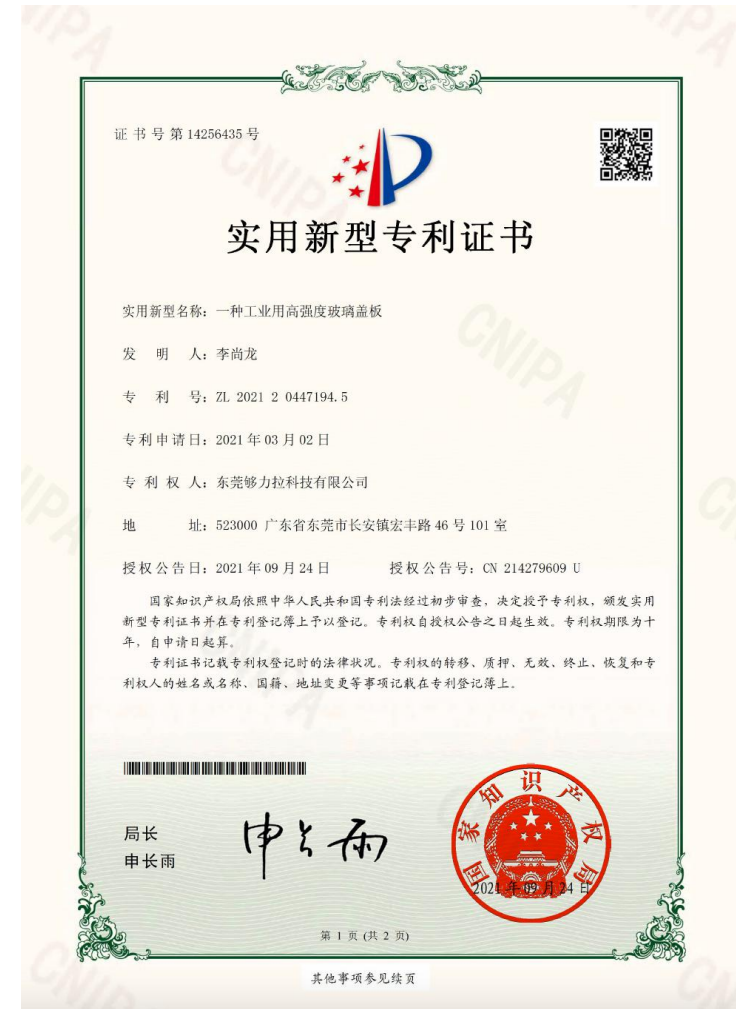 证书号第14256435号
实用新型专利证书
实用新型名称：一种工业用高强度玻璃盖板
发明人：李尚龙
专利号：ZL 2021 2 0447194.5
专利申请日：2021年03月02日
专利权人：东莞够力拉科技有限公司
地址：523000 广东省东莞市长安镇宏丰路46号101室
授权公告日：2021年09月24日 授权公告号：CN 214279609 U
国家知识产权局依照中华人民共和国专利法经过初步审查，决定授予专利权，颁发实用
新型专利证书并在专利登记簿上予以登记。专利权自授权公告之日起生效。专利权期限为十
年，自申请日起算。
专利证书记载专利权登记时的法律状况。专利权的转移、质押、无效、终止、恢复和专
利权人的姓名或名称、国籍、地址变更等事项记载在专利登记簿上。
局长
申长雨
申长雨
国家知识产权局
2021年09月24日
第 1 页 (共 2 页)
其他事项参见续页
CNIPA
CNIPA
CNIPA
CNIPA